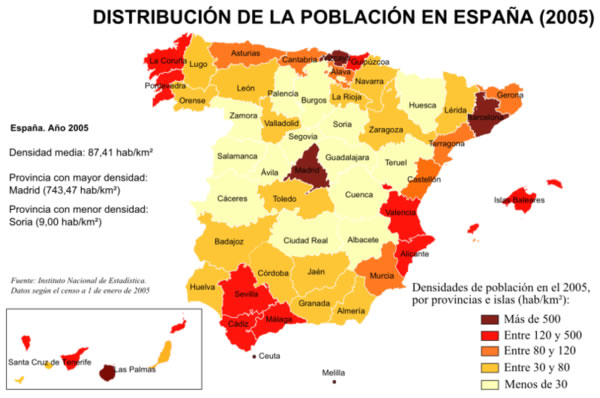 DISTRIBUCIÓN DE LA POBLACIÓN EN ESPAÑA (2005)
La Coruña
Lugo
Asturias
Cantabria
Guipúzcoa
Álava
Navarra
Pontevedra
Orense
León
Palencia
Burgos
La Rioja
Huesca
Lérida
Gerona
Barcelona
Zamora
Valladolid
Soria
Zaragoza
Tarragona
España. Año 2005
Densidad media: 87,41 hab/km²
Provincia con mayor densidad:
Madrid (743,47 hab/km²)
Provincia con menor densidad:
Soria (9,00 hab/km²)
Salamanca
Segovia
Ávila
Madrid
Guadalajara
Teruel
Castellón
Cáceres
Toledo
Cuenca
Valencia
Islas Baleares
Badajoz
Ciudad Real
Albacete
Alicante
Fuente: Instituto Nacional de Estadística.
Datos según el censo a 1 de enero de 2005
Huelva
Sevilla
Córdoba
Jaén
Murcia
Cádiz
Málaga
Granada
Almería
Ceuta
Melilla
Santa Cruz de Tenerife
Las Palmas
Densidades de población en el 2005,
por provincias e islas (hab/km²):
Más de 500
Entre 120 y 500
Entre 80 y 120
Entre 30 y 80
Menos de 30